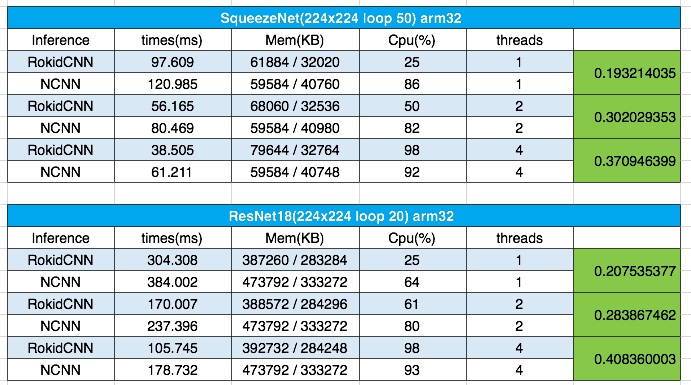 SqueezeNet(224x224 loop 50) arm32
Inference times(ms) Mem(KB) Cpu(%) threads
RokidCNN 97.609 61884 / 32020 25 1
0.193214035
NCNN 120.985 59584 / 40760 86 1
RokidCNN 56.165 68060 / 32536 50 2
0.302029353
NCNN 80.469 59584 / 40980 82 2
RokidCNN 38.505 79644 / 32764 98 4
0.370946399
NCNN 61.211 59584 / 40748 92 4
ResNet18(224x224 loop 20) arm32
Inference times(ms) Mem(KB) Cpu(%) threads
RokidCNN 304.308 387260 / 283284 25 1
0.207535377
NCNN 384.002 473792 / 333272 64 1
RokidCNN 170.007 388572 / 284296 61 2
0.283867462
NCNN 237.396 473792 / 333272 80 2
RokidCNN 105.745 392732 / 284248 98 4
0.408360003
NCNN 178.732 473792 / 333272 93 4